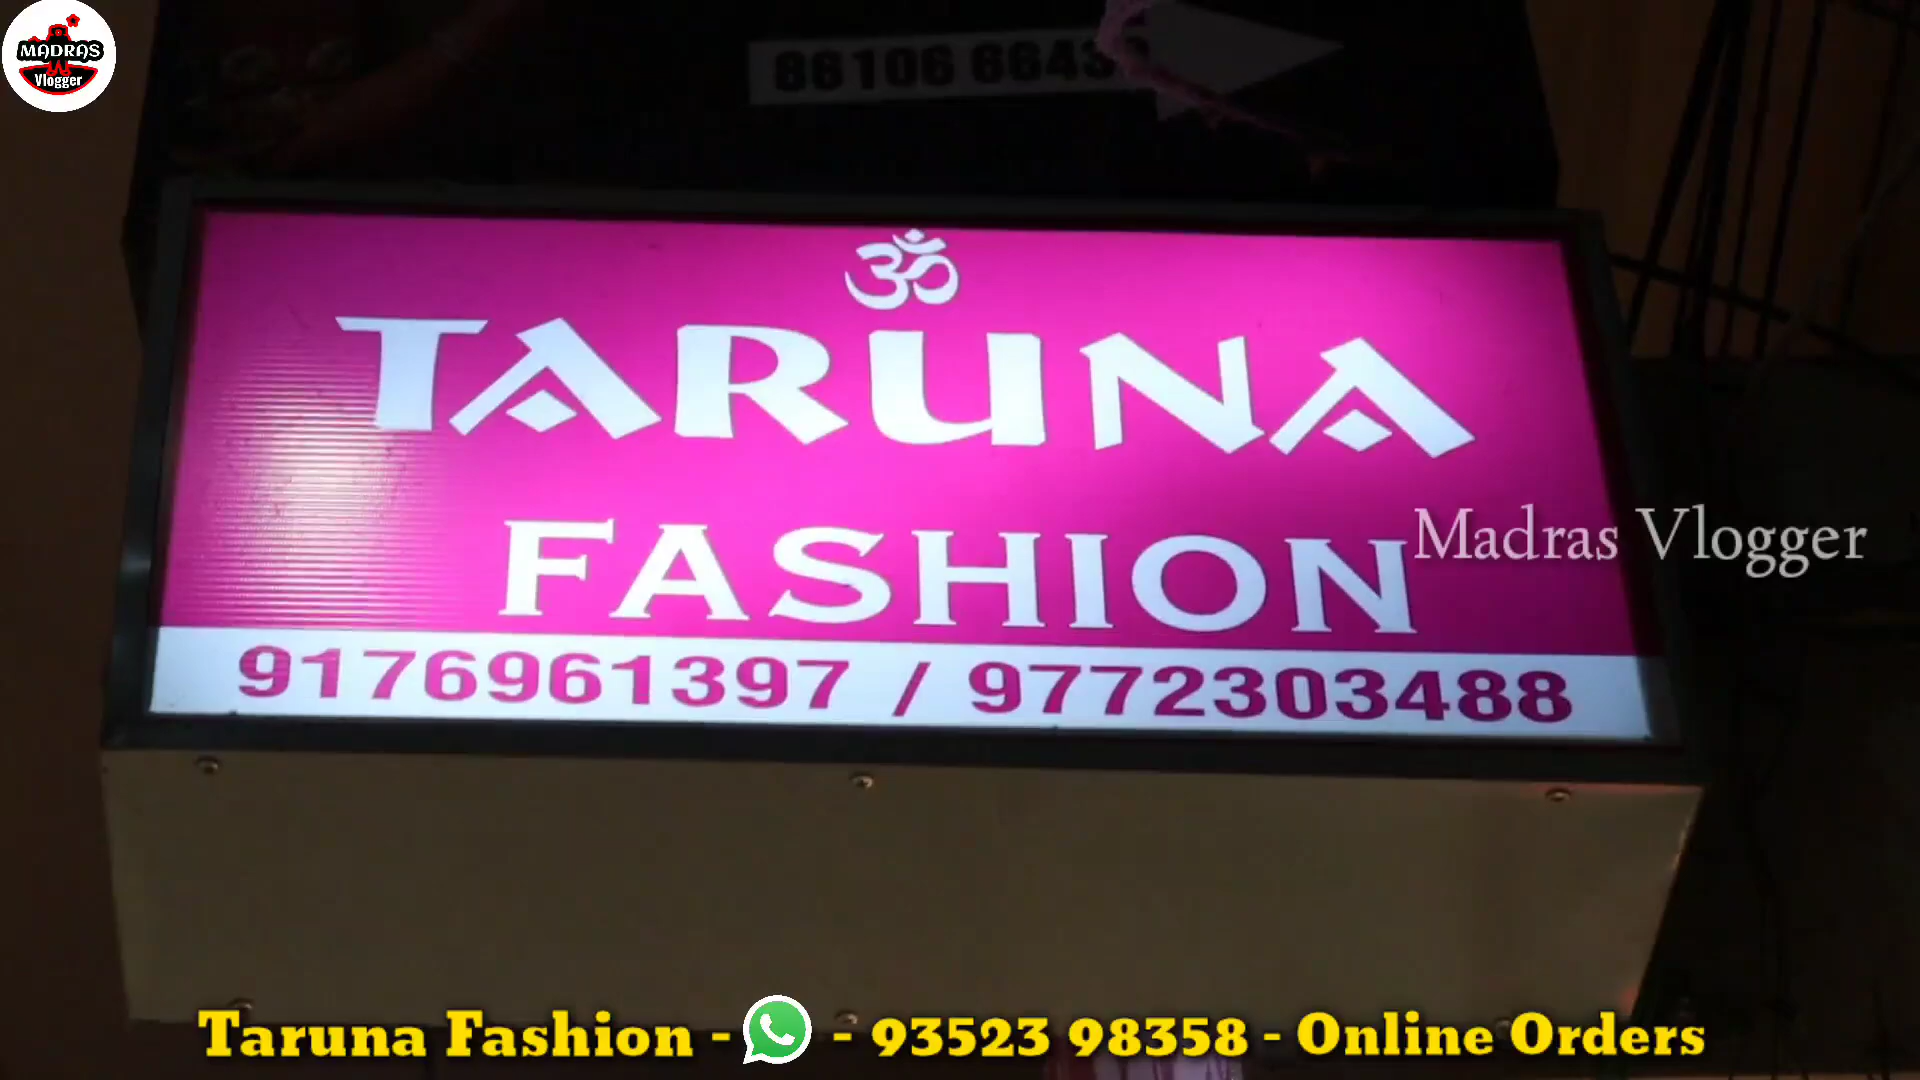 MADRAS
Vlogger
ॐ
TARUNA
FASHION
Madras Vlogger
9176961397 / 9772303488
Taruna Fashion - - 93523 98358 - Online Orders